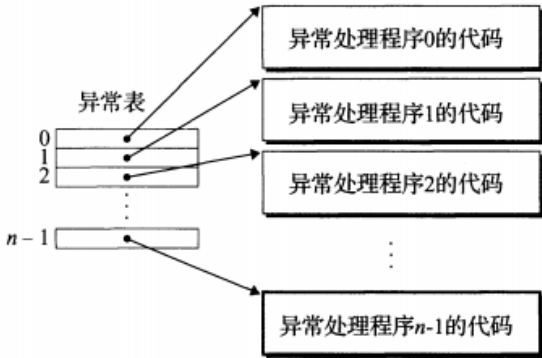 异常处理程序0的代码
异常表
异常处理程序1的代码
0
1
2
异常处理程序2的代码
n – 1
异常处理程序n-1的代码